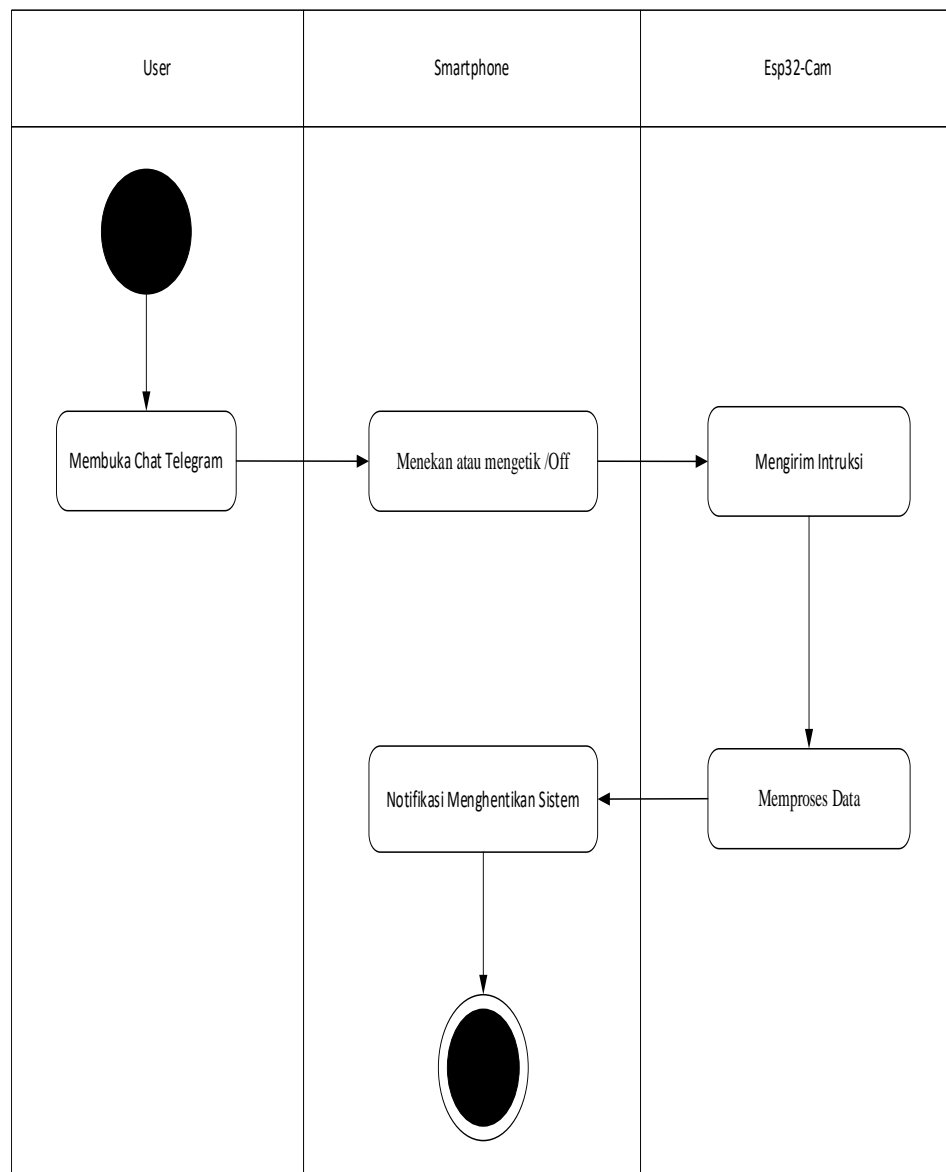 User
Smartphone
Esp32-Cam
Membuka Chat Telegram
Menekan atau mengetik /Off
Mengirim Intruksi
Notifikasi Menghentikan Sistem
Memproses Data